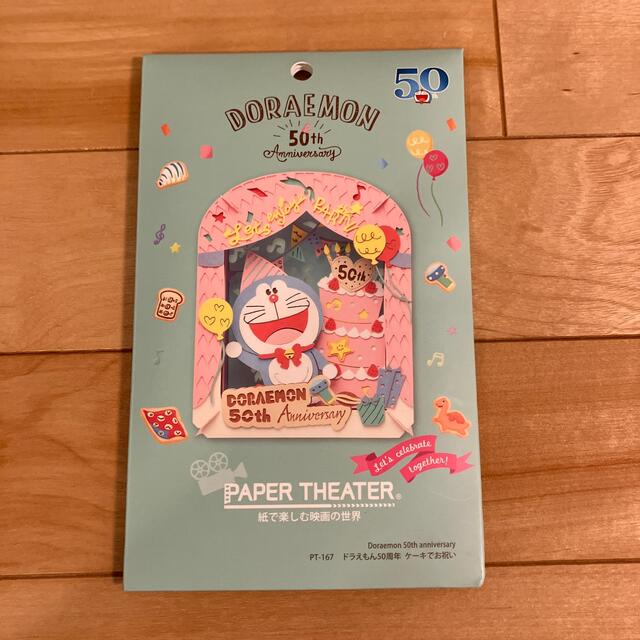 50
DORAEMON
50th
Anniversary
Let's enjoy PARTY
50th
DORAEMON
50th Anniversary
Let's celebrate
together!
PAPER THEATER®
紙で楽しむ映画の世界
Doraemon 50th anniversary
PT-167 ドラえもん50周年 ケーキでお祝い